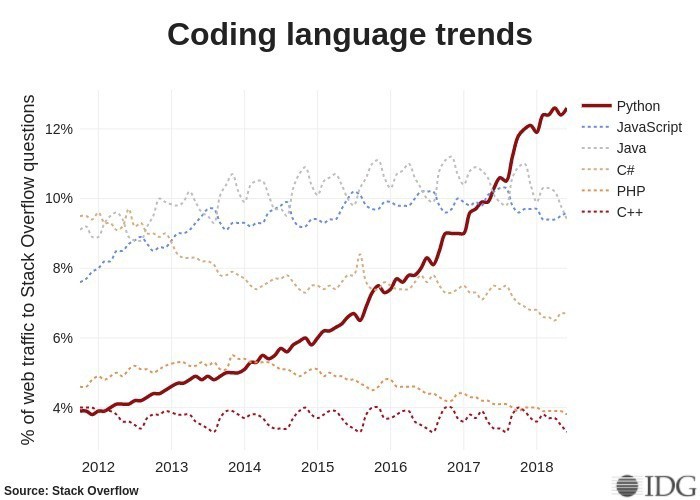 Coding language trends
% of web traffic to Stack Overflow questions
12%
10%
8%
6%
4%
2012 2013 2014 2015 2016 2017 2018
Python
JavaScript
Java
C#
PHP
C++
Source: Stack Overflow
IDG